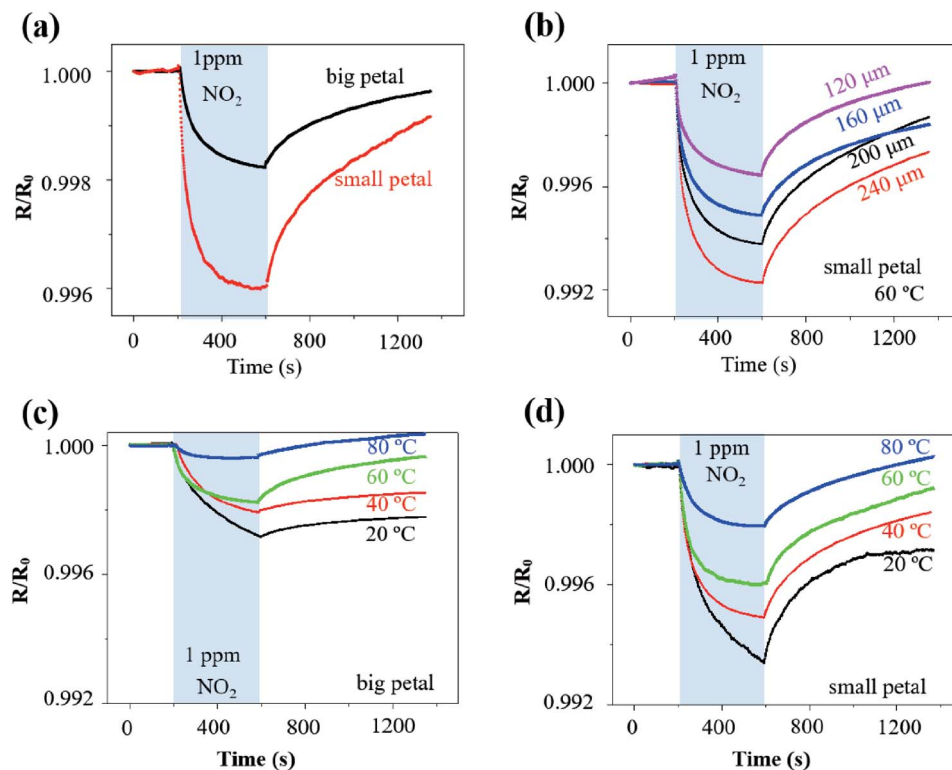 (a)
1.000
0.998
0.996
R/R0
0
400
800
1200
Time (s)
1ppm
NO2
big petal
small petal
(b)
1.000
0.996
0.992
R/R0
0
400
800
1200
Time (s)
1 ppm
NO2
120 μm
160 μm
200 μm
240 μm
small petal
60 ºC
(c)
1.000
0.996
0.992
R/R0
0
400
800
1200
Time (s)
80 ºC
60 ºC
40 ºC
20 ºC
1 ppm
NO2
big petal
(d)
1.000
0.996
0.992
R/R0
0
400
800
1200
Time (s)
1 ppm
NO2
80 ºC
60 ºC
40 ºC
20 ºC
small petal